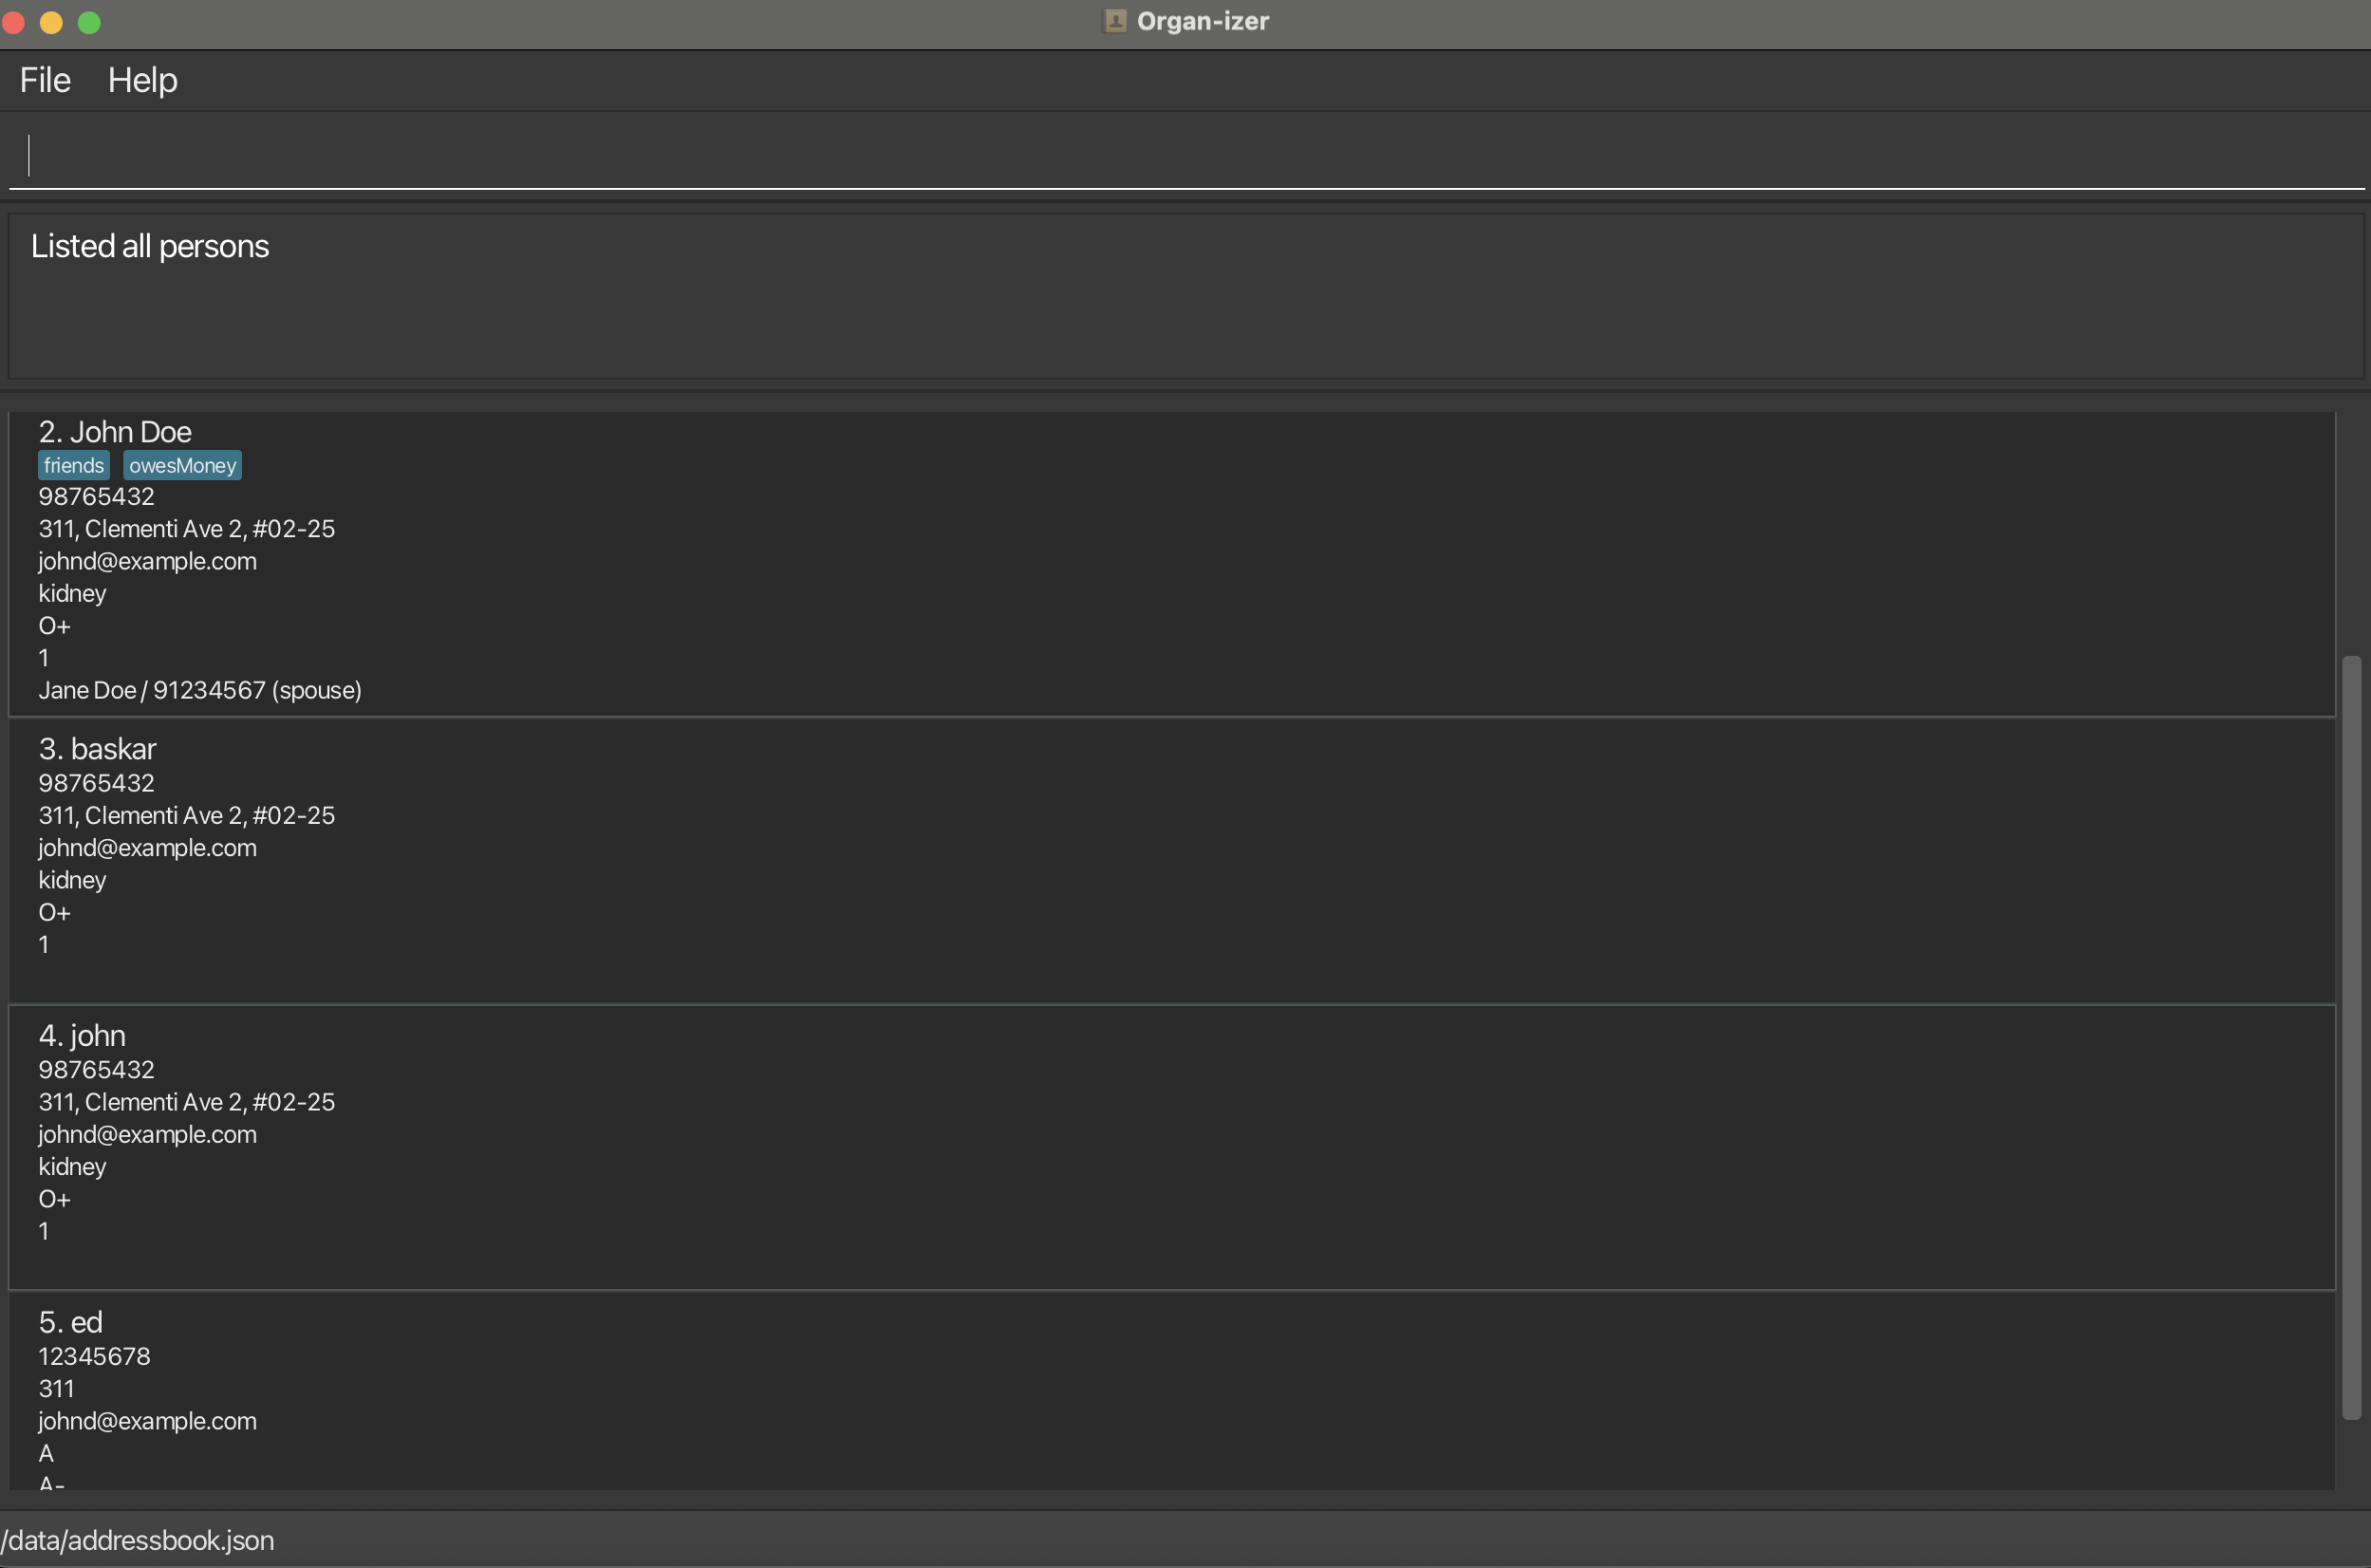 Organ-izer
File Help
Listed all persons
2. John Doe
friends owesMoney
98765432
311, Clementi Ave 2, #02-25
johnd@example.com
kidney
O+
1
Jane Doe / 91234567 (spouse)
3. baskar
98765432
311, Clementi Ave 2, #02-25
johnd@example.com
kidney
O+
1
4. john
98765432
311, Clementi Ave 2, #02-25
johnd@example.com
kidney
O+
1
5. ed
12345678
311
johnd@example.com
A
A-
/data/addressbook.json